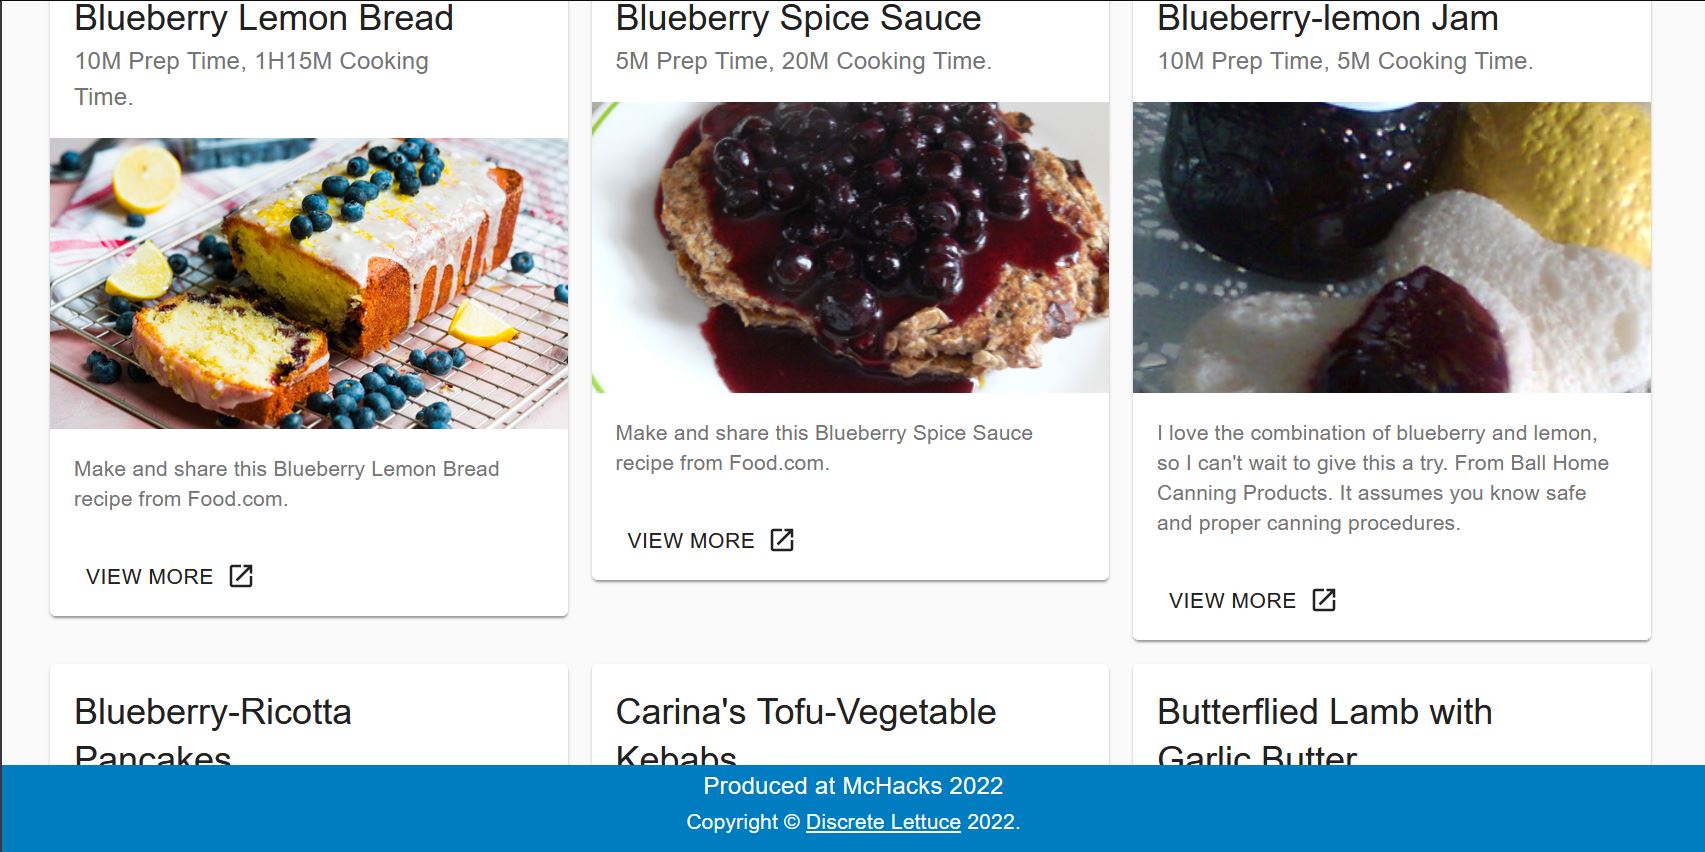 Blueberry Lemon Bread
10M Prep Time, 1H15M Cooking
Time.
Make and share this Blueberry Lemon Bread
recipe from Food.com.
VIEW MORE
Blueberry Spice Sauce
5M Prep Time, 20M Cooking Time.
Make and share this Blueberry Spice Sauce
recipe from Food.com.
VIEW MORE
Blueberry-lemon Jam
10M Prep Time, 5M Cooking Time.
I love the combination of blueberry and lemon,
so I can't wait to give this a try. From Ball Home
Canning Products. It assumes you know safe
and proper canning procedures.
VIEW MORE
Blueberry-Ricotta
Pancakes
Carina's Tofu-Vegetable
Kebabs
Butterflied Lamb with
Garlic Butter
Produced at McHacks 2022
Copyright © Discrete Lettuce 2022.